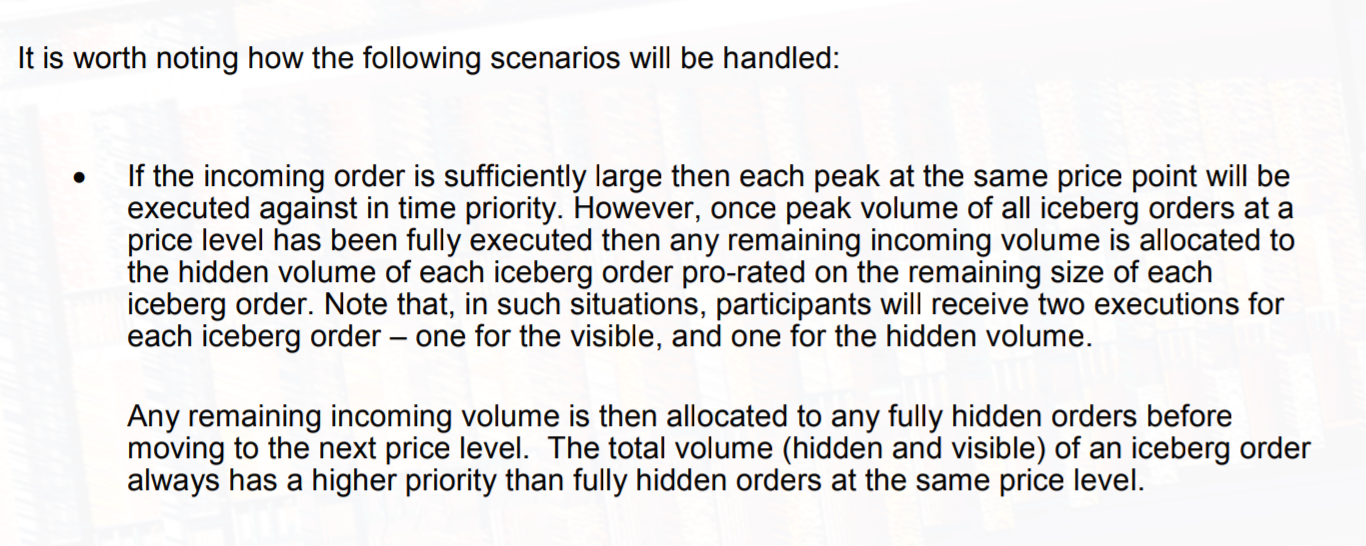 It is worth noting how the following scenarios will be handled:
• If the incoming order is sufficiently large then each peak at the same price point will be
executed against in time priority. However, once peak volume of all iceberg orders at a
price level has been fully executed then any remaining incoming volume is allocated to
the hidden volume of each iceberg order pro-rated on the remaining size of each
iceberg order. Note that, in such situations, participants will receive two executions for
each iceberg order – one for the visible, and one for the hidden volume.
Any remaining incoming volume is then allocated to any fully hidden orders before
moving to the next price level.  The total volume (hidden and visible) of an iceberg order
always has a higher priority than fully hidden orders at the same price level.